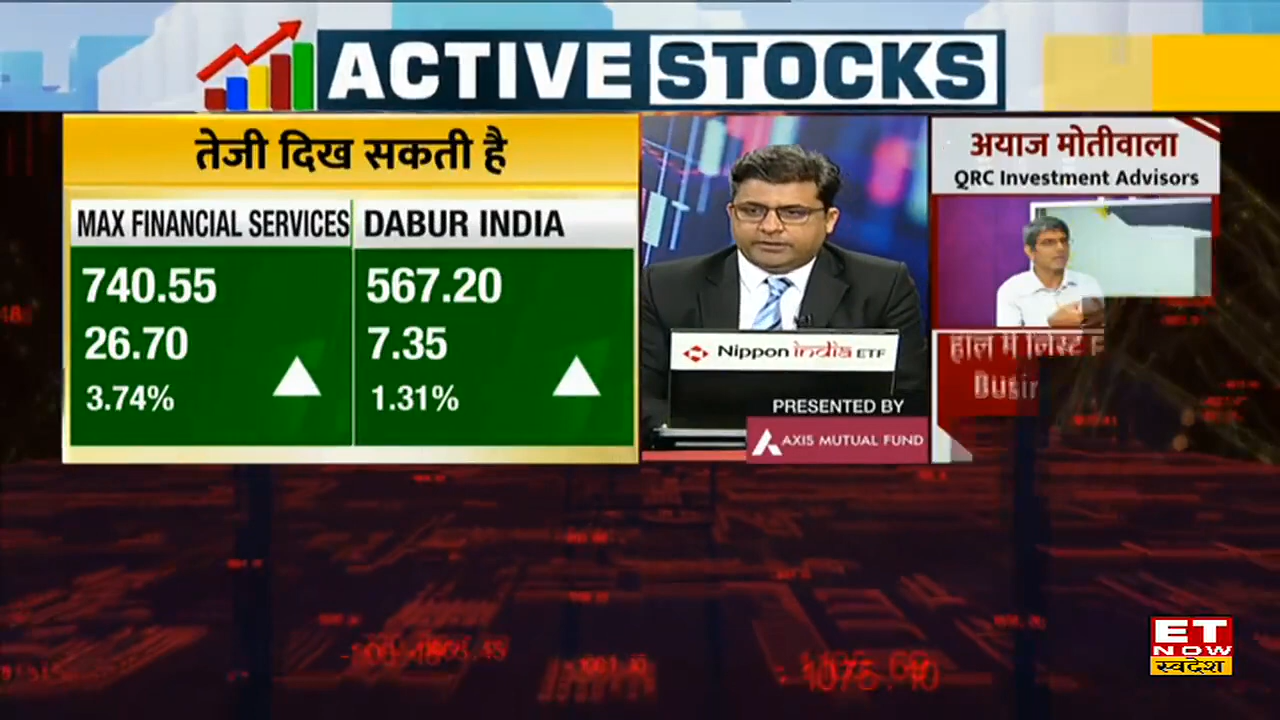 ACTIVE STOCKS
तेजी दिख सकती है
MAX FINANCIAL SERVICES
740.55
26.70
3.74%
DABUR INDIA
567.20
7.35
1.31%
Nippon india ETF
PRESENTED BY
AXIS MUTUAL FUND
अयाज मोतीवाला
QRC Investment Advisors
हाल में लिस्ट
ET
NOW
स्वदेश